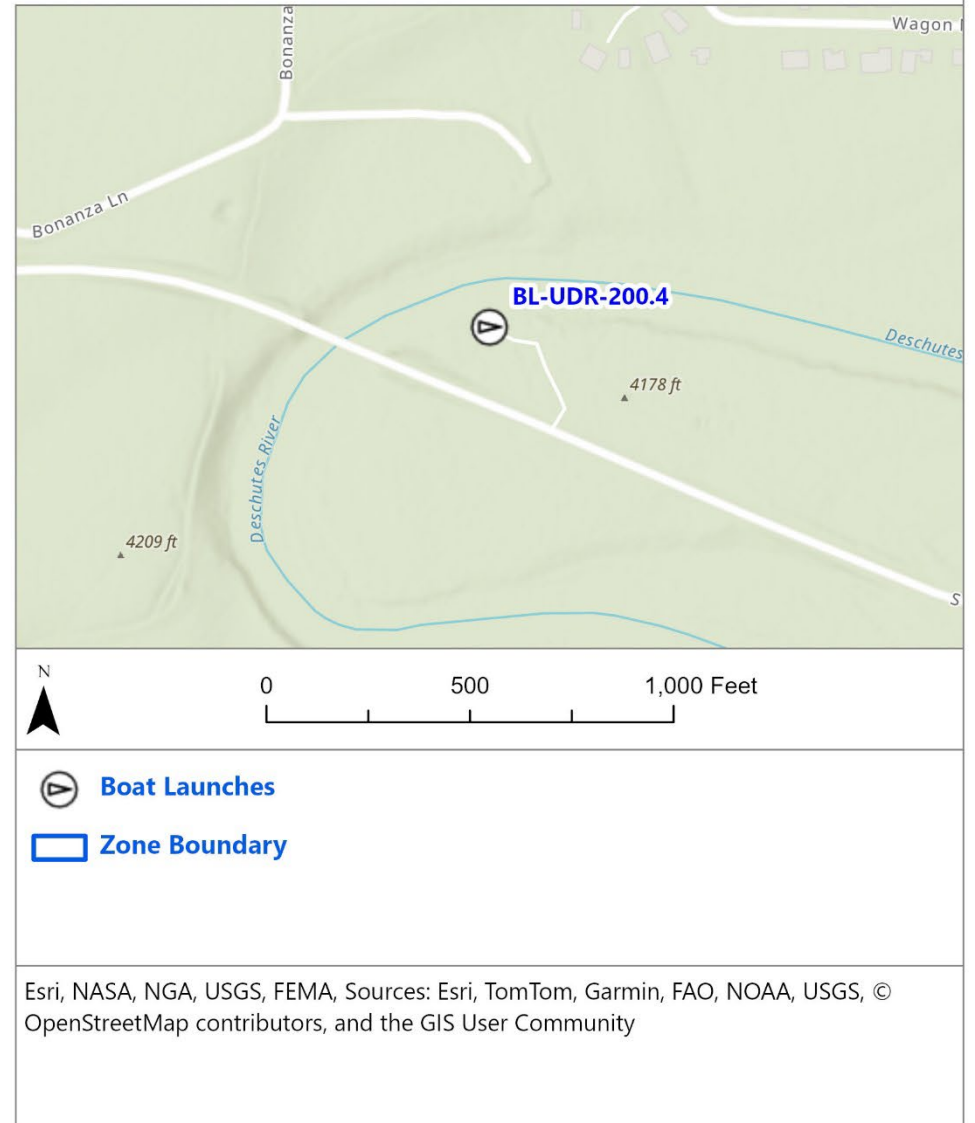 Bonanza
Wagon
Bonanza Ln
BL-UDR-200.4
Deschutes
4178 ft
Deschutes River
4209 ft
S
N
0 500 1,000 Feet
Boat Launches
Zone Boundary
Esri, NASA, NGA, USGS, FEMA, Sources: Esri, TomTom, Garmin, FAO, NOAA, USGS, ©
OpenStreetMap contributors, and the GIS User Community